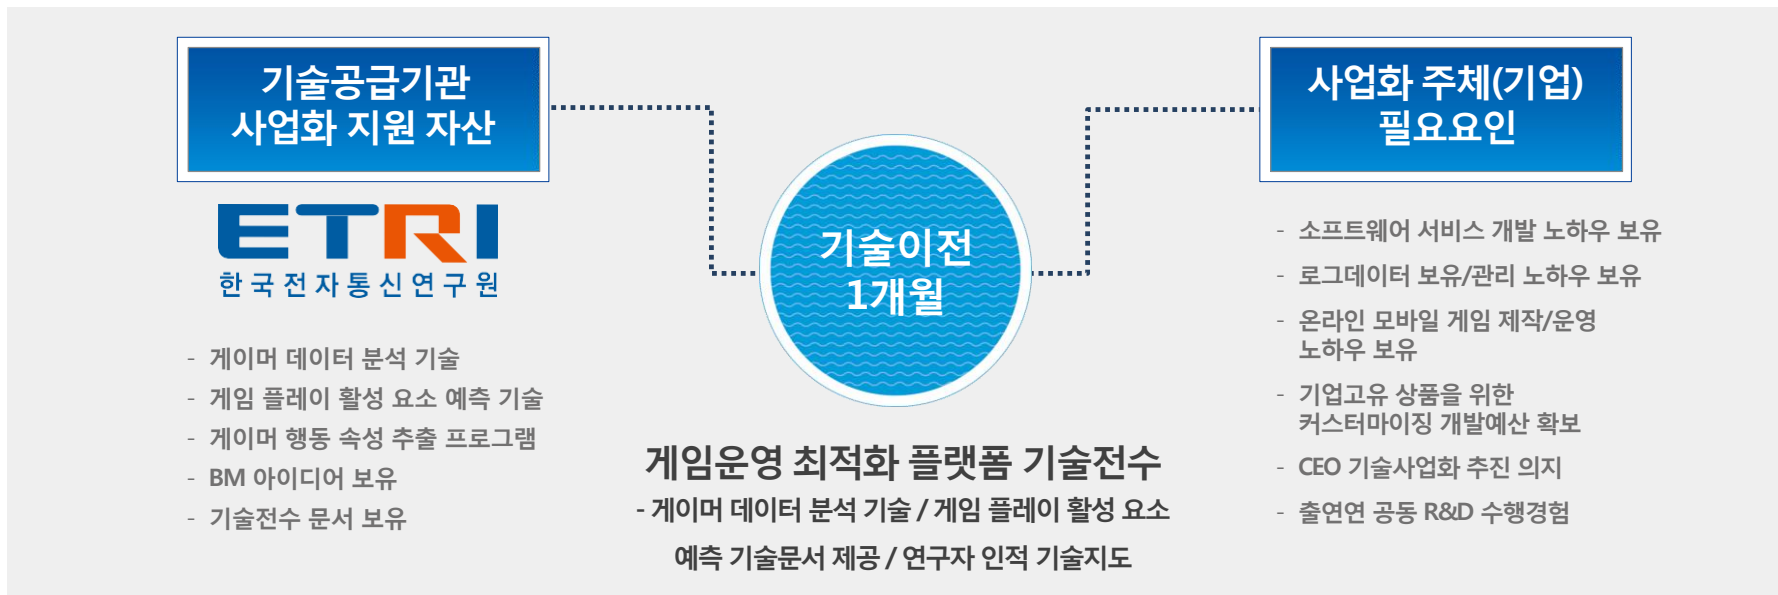 기술공급기관
사업화 지원 자산
ETRI
한국전자통신연구원
- 게이머 데이터 분석 기술
- 게임 플레이 활성 요소 예측 기술
- 게이머 행동 속성 추출 프로그램
- BM 아이디어 보유
- 기술전수 문서 보유
기술이전
1개월
게임운영 최적화 플랫폼 기술전수
- 게이머 데이터 분석 기술 / 게임 플레이 활성 요소
예측 기술문서 제공 / 연구자 인적 기술지도
사업화 주체(기업)
필요요인
- 소프트웨어 서비스 개발 노하우 보유
- 로그데이터 보유/관리 노하우 보유
- 온라인 모바일 게임 제작/운영
노하우 보유
- 기업고유 상품을 위한
커스터마이징 개발예산 확보
- CEO 기술사업화 추진 의지
- 출연연 공동 R&D 수행경험